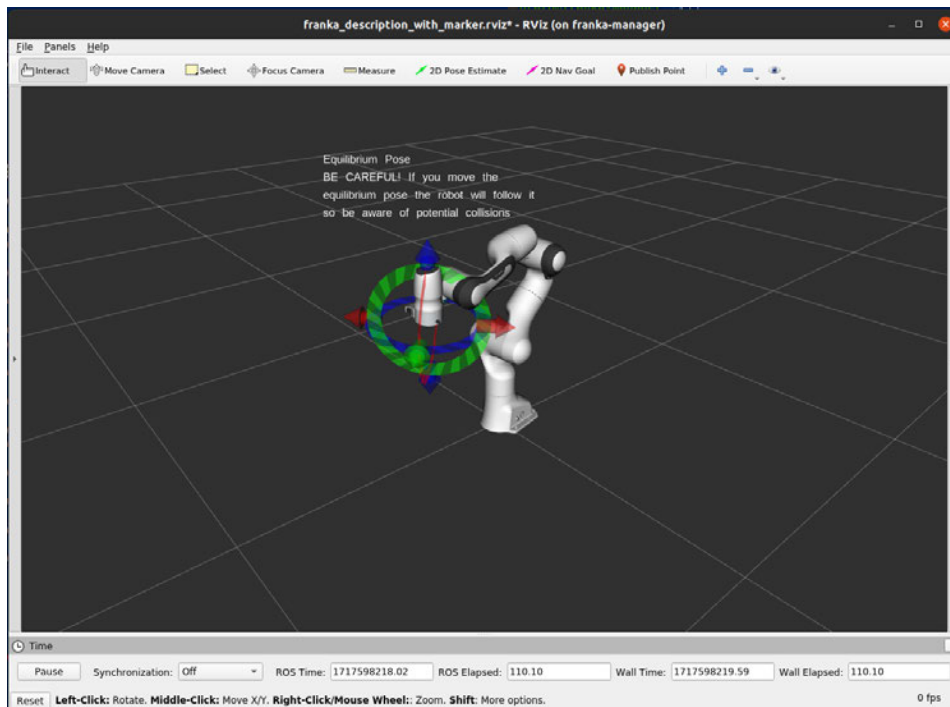 franka_description_with_marker.rviz* - RViz (on franka-manager)
File Panels Help
Interact Move Camera Select Focus Camera Measure 2D Pose Estimate 2D Nav Goal Publish Point
Equilibrium Pose
BE CAREFUL! If you move the
equilibrium pose the robot will follow it
so be aware of potential collisions
Time
Pause Synchronization: Off ROS Time: 1717598218.02 ROS Elapsed: 110.10 Wall Time: 1717598219.59 Wall Elapsed: 110.10
Reset Left-Click: Rotate. Middle-Click: Move X/Y. Right-Click/Mouse Wheel:: Zoom. Shift: More options. 0 fps